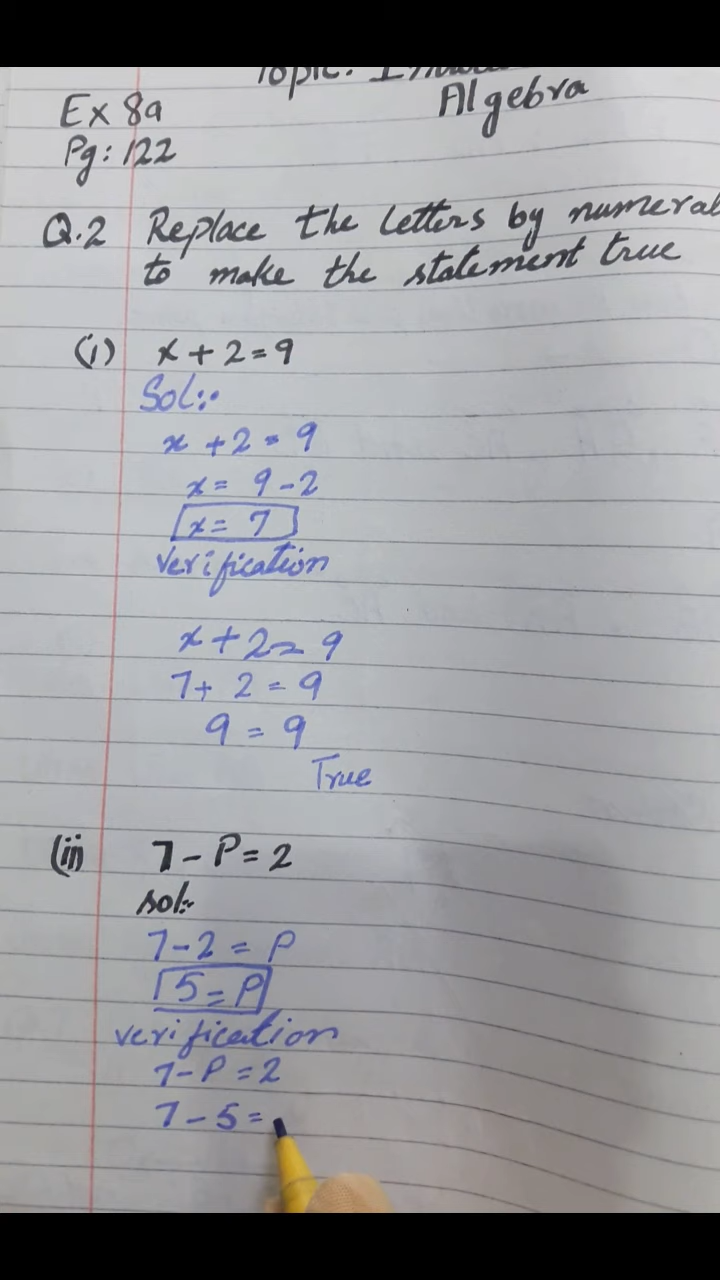 Topic:
Algebra
Ex 8a
Pg: 122
Q.2 Replace the letters by numeral
to make the statement true
(i) x + 2 = 9
Sol:-
x + 2 = 9
x = 9 - 2
x = 7
verification
x + 2 = 9
7 + 2 = 9
9 = 9
True
(ii) 7 - P = 2
sol:-
7 - 2 = P
5 = P
verification
7 - P = 2
7 - 5 =